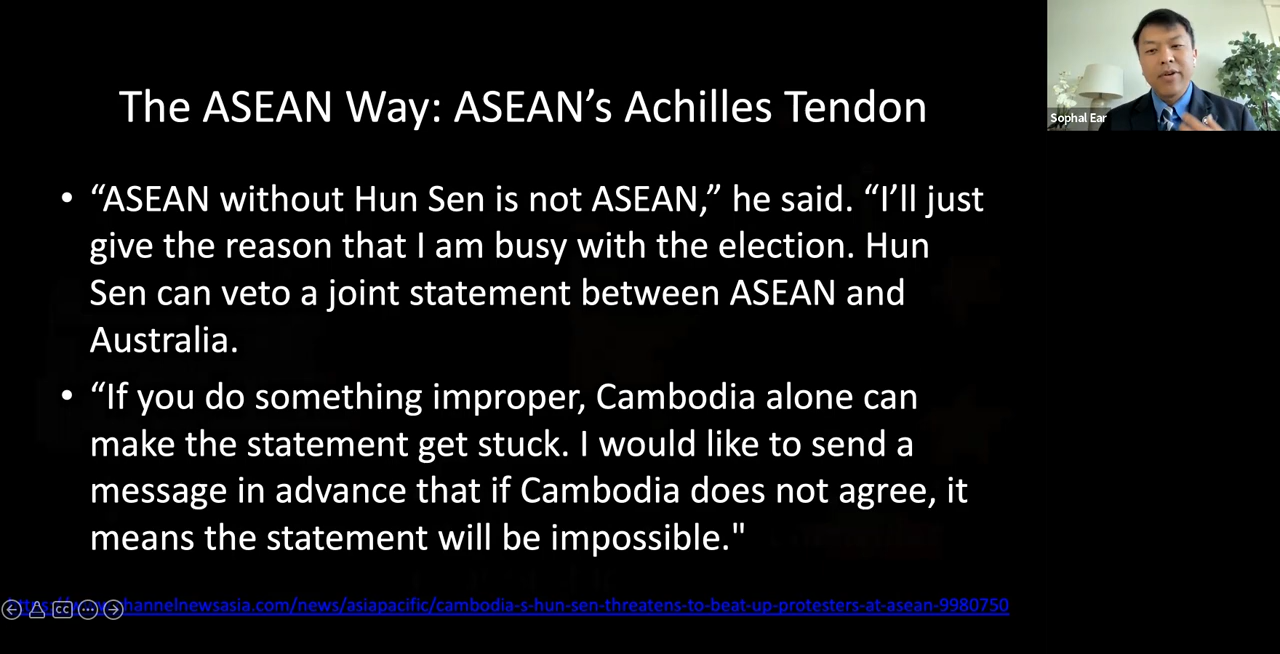 The ASEAN Way: ASEAN’s Achilles Tendon
• “ASEAN without Hun Sen is not ASEAN,” he said. “I’ll just
give the reason that I am busy with the election. Hun
Sen can veto a joint statement between ASEAN and
Australia.
• “If you do something improper, Cambodia alone can
make the statement get stuck. I would like to send a
message in advance that if Cambodia does not agree, it
means the statement will be impossible."
hannelnewsasia.com/news/asiapacific/cambodia-s-hun-sen-threatens-to-beat-up-protesters-at-asean-9980750
CC
Sophal Ear